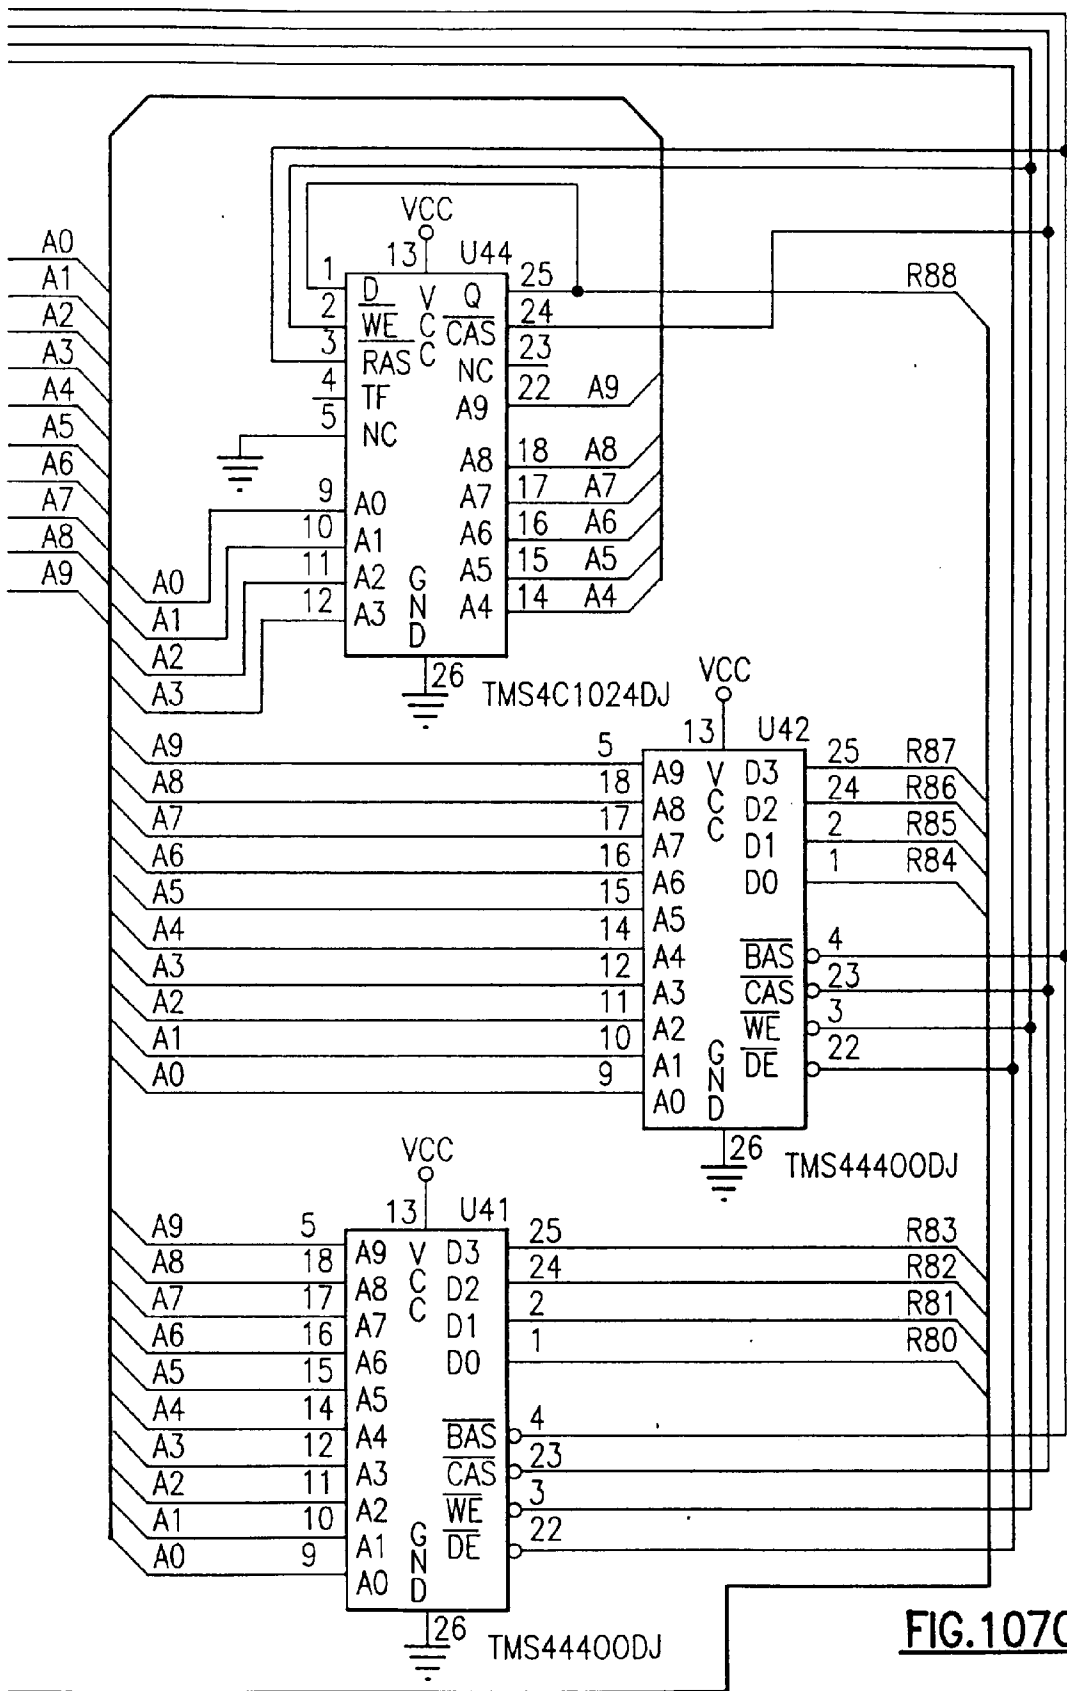 A0
A1
A2
A3
A4
A5
A6
A7
A8
A9
VCC
13 U44
1 D V Q 25 R88
2 WE C CAS 24
3 RAS C NC 23
4 TF A9 22 A9
5 NC
A8 18 A8
9 A0 A7 17 A7
10 A1 A6 16 A6
11 A2 G A5 15 A5
12 A3 N A4 14 A4
D
A0
A1
A2
A3
26 TMS4C1024DJ
VCC
13 U42
A9 5 A9 V D3 25 R87
A8 18 A8 C D2 24 R86
A7 17 A7 C D1 2 R85
A6 16 A6 D0 1 R84
A5 15 A5
A4 14 A4 BAS 4
A3 12 A3 CAS 23
A2 11 A2 WE 3
A1 10 A1 G DE 22
A0 9 A0 N
D
26 TMS44400DJ
VCC
13 U41
A9 5 A9 V D3 25 R83
A8 18 A8 C D2 24 R82
A7 17 A7 C D1 2 R81
A6 16 A6 D0 1 R80
A5 15 A5
A4 14 A4 BAS 4
A3 12 A3 CAS 23
A2 11 A2 WE 3
A1 10 A1 G DE 22
A0 9 A0 N
D
26 TMS44400DJ
FIG.107